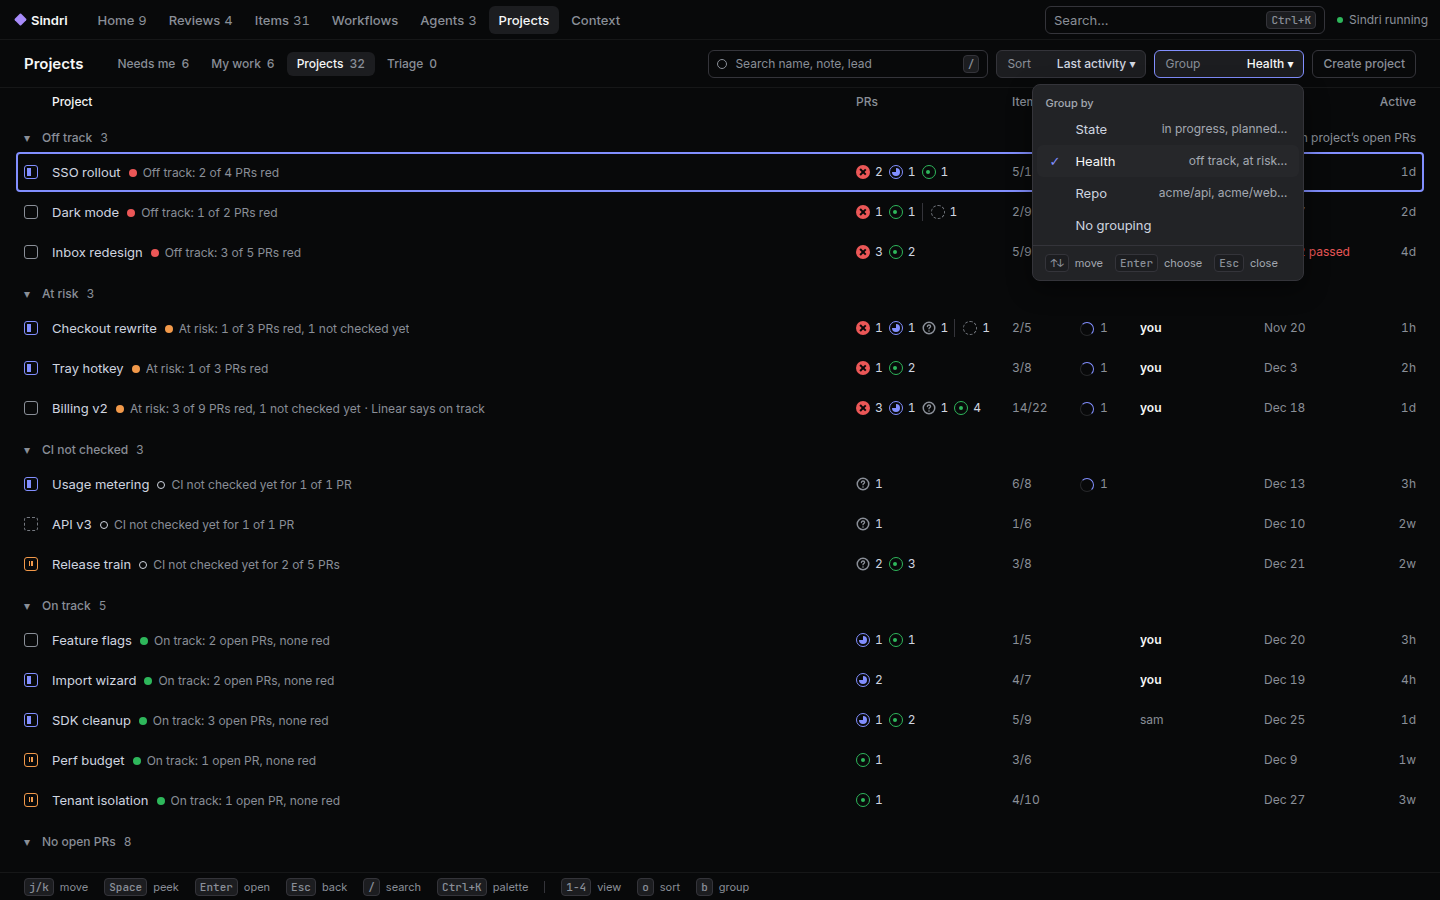 Sindri Home 9 Reviews 4 Items 31 Workflows Agents 3 Projects Context Search... Ctrl+K Sindri running
Projects Needs me 6 My work 6 Projects 32 Triage 0 Search name, note, lead / Sort Last activity ▾ Group Health ▾ Create project
Project PRs Active
Group by
State in progress, planned...
✓ Health off track, at risk...
Repo acme/api, acme/web...
No grouping
↑↓ move Enter choose Esc close
▾ Off track 3 project's open PRs
SSO rollout Off track: 2 of 4 PRs red 2 1 1 1d
Dark mode Off track: 1 of 2 PRs red 1 1 1 2/9 2d
Inbox redesign Off track: 3 of 5 PRs red 3 2 5/9 passed 4d
▾ At risk 3
Checkout rewrite At risk: 1 of 3 PRs red, 1 not checked yet 1 1 1 1 2/5 1 you Nov 20 1h
Tray hotkey At risk: 1 of 3 PRs red 1 2 3/8 1 you Dec 3 2h
Billing v2 At risk: 3 of 9 PRs red, 1 not checked yet · Linear says on track 3 1 1 4 14/22 1 you Dec 18 1d
▾ CI not checked 3
Usage metering CI not checked yet for 1 of 1 PR 1 6/8 1 Dec 13 3h
API v3 CI not checked yet for 1 of 1 PR 1 1/6 Dec 10 2w
Release train CI not checked yet for 2 of 5 PRs 2 3 3/8 Dec 21 2w
▾ On track 5
Feature flags On track: 2 open PRs, none red 1 1 1/5 you Dec 20 3h
Import wizard On track: 2 open PRs, none red 2 4/7 you Dec 19 4h
SDK cleanup On track: 3 open PRs, none red 1 2 5/9 sam Dec 25 1d
Perf budget On track: 1 open PR, none red 1 3/6 Dec 9 1w
Tenant isolation On track: 1 open PR, none red 1 4/10 Dec 27 3w
▾ No open PRs 8
j/k move Space peek Enter open Esc back / search Ctrl+K palette 1-4 view o sort b group